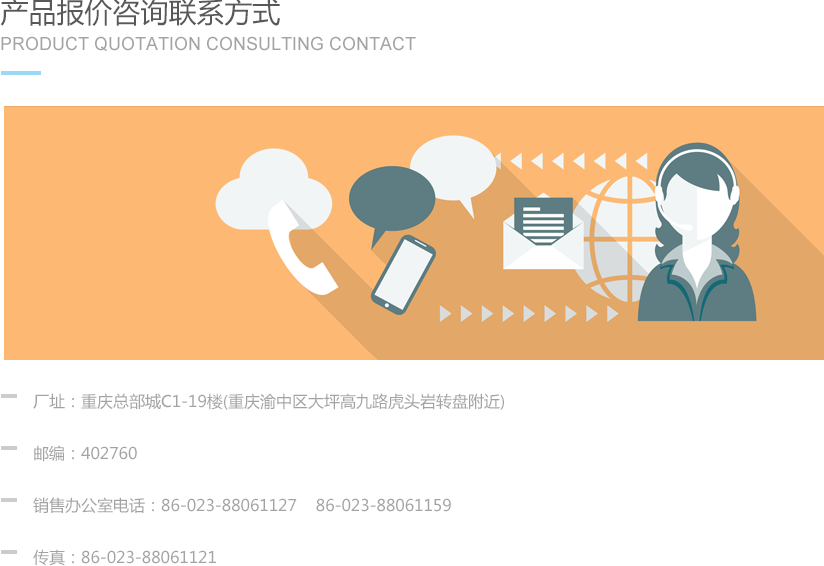 产品报价咨询联系方式
PRODUCT QUOTATION CONSULTING CONTACT
厂址：重庆总部城C1-19楼(重庆渝中区大坪高九路虎头岩转盘附近)
邮编：402760
销售办公室电话：86-023-88061127 86-023-88061159
传真：86-023-88061121